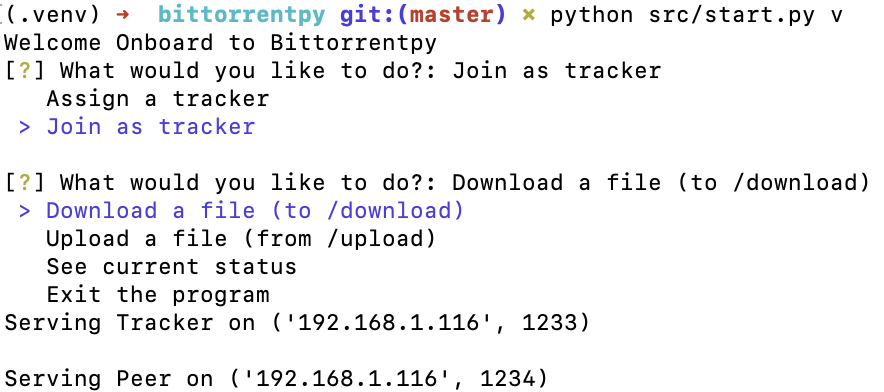 (.venv) ➜  bittorrentpy git:(master) ✗ python src/start.py v
Welcome Onboard to Bittorrentpy
[?] What would you like to do?: Join as tracker
   Assign a tracker
 > Join as tracker
[?] What would you like to do?: Download a file (to /download)
 > Download a file (to /download)
   Upload a file (from /upload)
   See current status
   Exit the program
Serving Tracker on ('192.168.1.116', 1233)
Serving Peer on ('192.168.1.116', 1234)